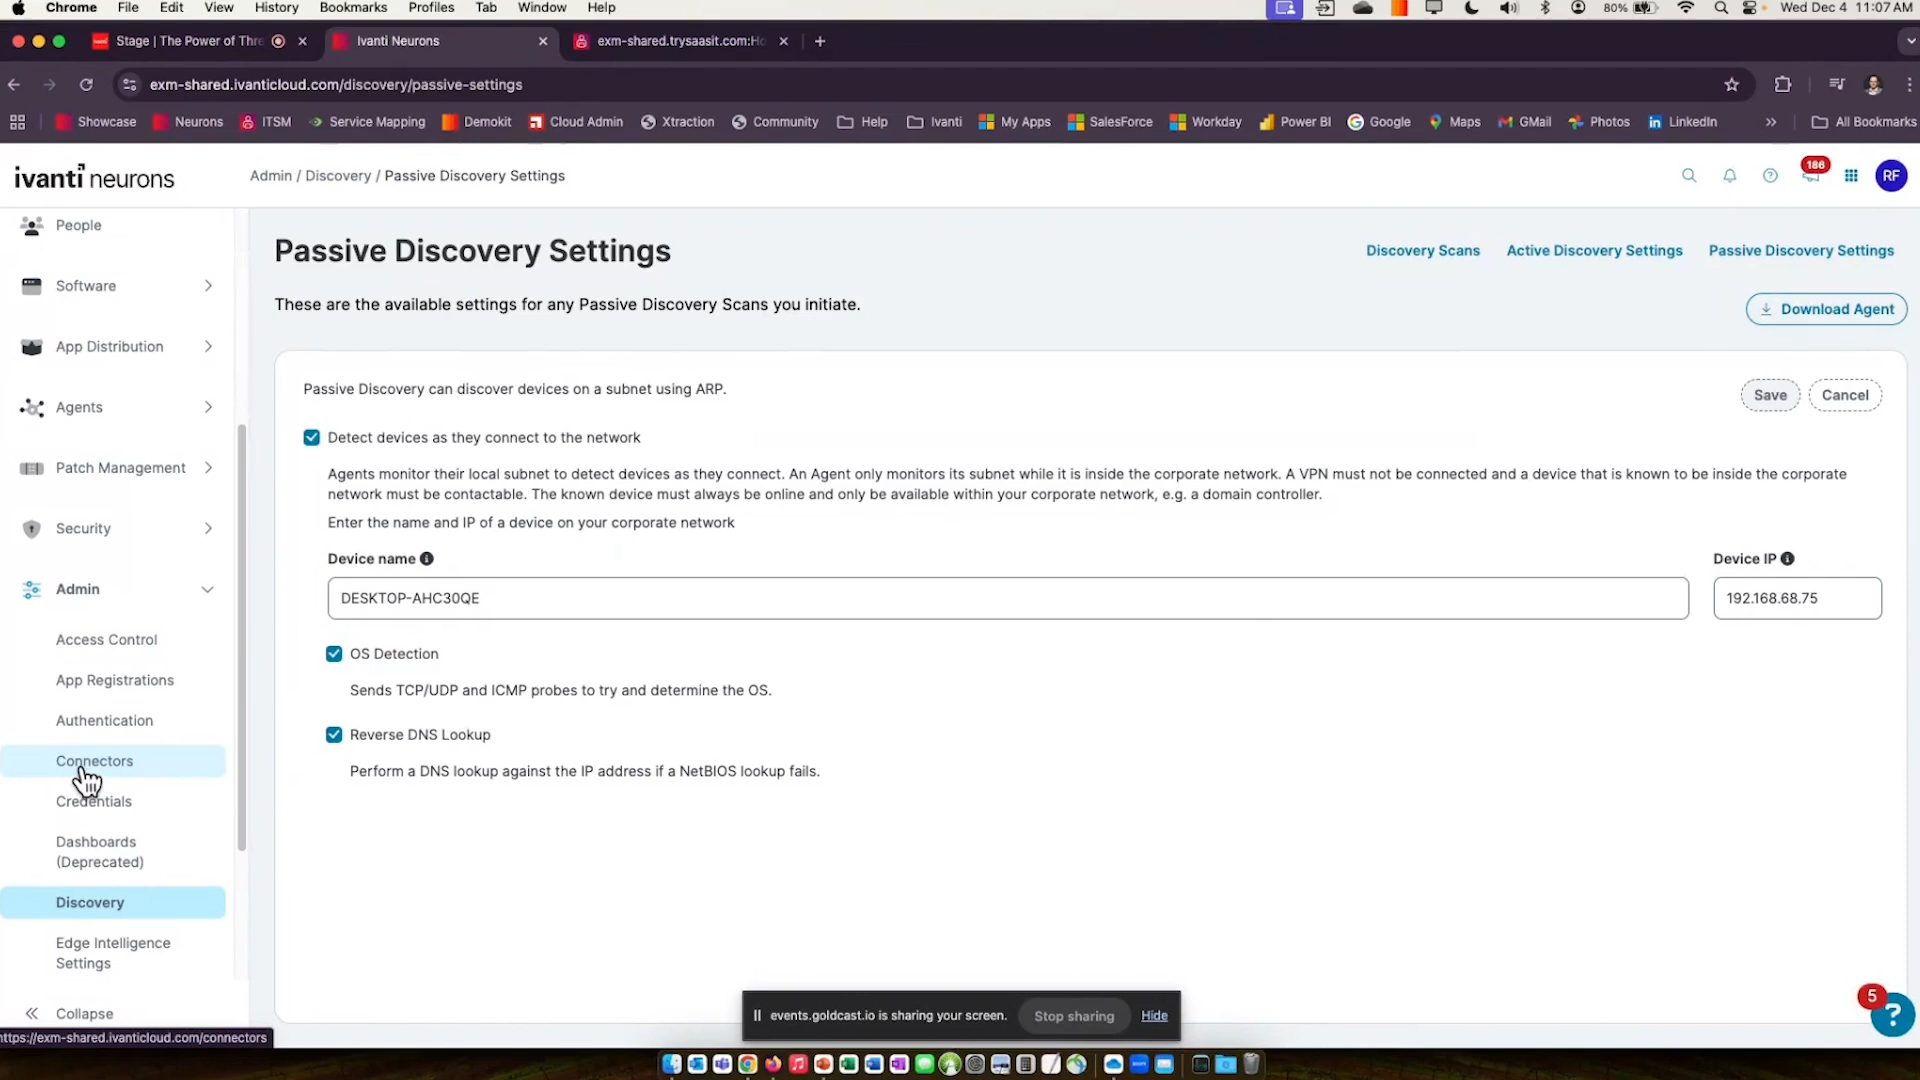 Chrome File Edit View History Bookmarks Profiles Tab Window Help 80% Wed Dec 4 11:07 AM
Stage | The Power of Thre Ivanti Neurons exm-shared.trysaasit.com:Ho
exm-shared.ivanticloud.com/discovery/passive-settings
Showcase Neurons ITSM Service Mapping Demokit Cloud Admin Xtraction Community Help Ivanti My Apps SalesForce Workday Power BI Google Maps GMail Photos LinkedIn » All Bookmarks
ivanti neurons Admin / Discovery / Passive Discovery Settings 186 RF
People
Software
App Distribution
Agents
Patch Management
Security
Admin
Access Control
App Registrations
Authentication
Connectors
Credentials
Dashboards
(Deprecated)
Discovery
Edge Intelligence
Settings
Collapse
https://exm-shared.ivanticloud.com/connectors
Passive Discovery Settings Discovery Scans Active Discovery Settings Passive Discovery Settings
These are the available settings for any Passive Discovery Scans you initiate. Download Agent
Passive Discovery can discover devices on a subnet using ARP. Save Cancel
Detect devices as they connect to the network
Agents monitor their local subnet to detect devices as they connect. An Agent only monitors its subnet while it is inside the corporate network. A VPN must not be connected and a device that is known to be inside the corporate
network must be contactable. The known device must always be online and only be available within your corporate network, e.g. a domain controller.
Enter the name and IP of a device on your corporate network
Device name Device IP
DESKTOP-AHC30QE 192.168.68.75
OS Detection
Sends TCP/UDP and ICMP probes to try and determine the OS.
Reverse DNS Lookup
Perform a DNS lookup against the IP address if a NetBIOS lookup fails.
events.goldcast.io is sharing your screen. Stop sharing Hide
5
?